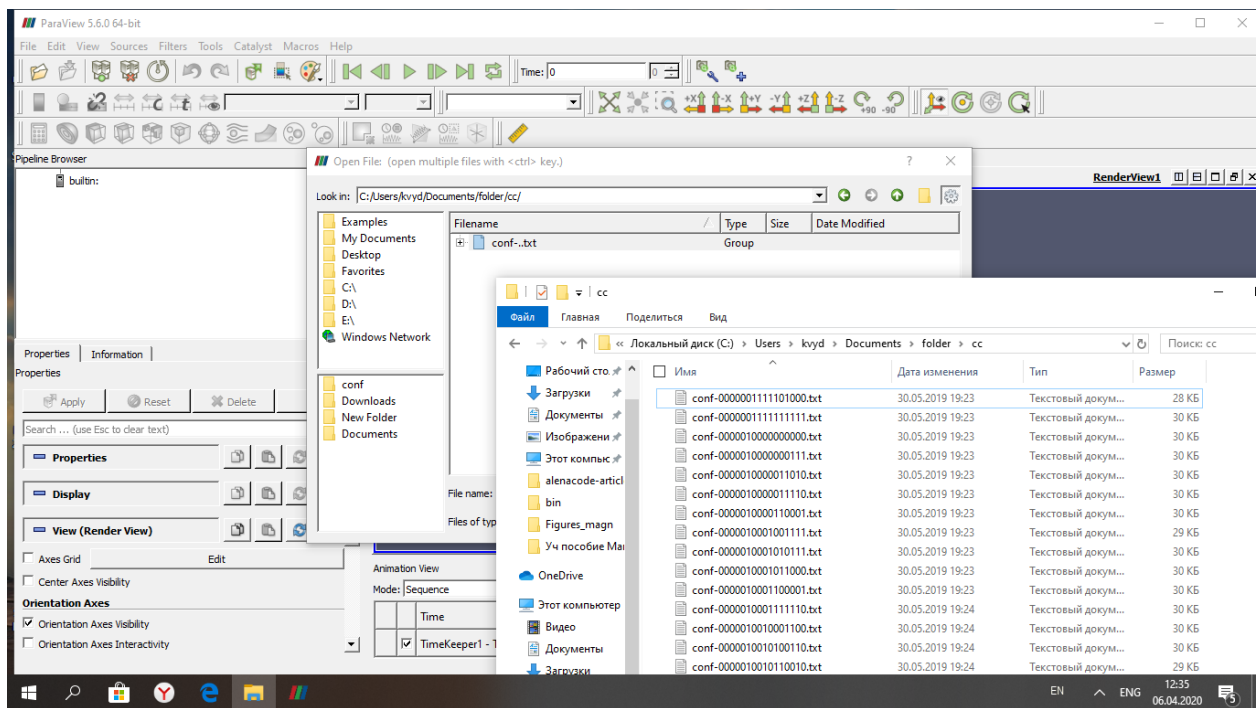 ParaView 5.6.0 64-bit
File Edit View Sources Filters Tools Catalyst Macros Help
Time: 0 0
+X -X +Y -Y +Z -Z +90 -90
Pipeline Browser
builtin:
RenderView1
Open File: (open multiple files with <ctrl> key.)
Look in: C:/Users/kvyd/Documents/folder/cc/
Examples
My Documents
Desktop
Favorites
C:\
D:\
E:\
Windows Network
conf
Downloads
New Folder
Documents
Filename Type Size Date Modified
conf-..txt Group
File name:
Files of typ
Properties Information
Properties
Apply Reset Delete
Search ... (use Esc to clear text)
Properties
Display
View (Render View)
Axes Grid Edit
Center Axes Visibility
Orientation Axes
Orientation Axes Visibility
Orientation Axes Interactivity
Animation View
Mode: Sequence
Time
TimeKeeper1 - T
cc
Файл Главная Поделиться Вид
« Локальный диск (C:) › Users › kvyd › Documents › folder › cc
Поиск: cc
Рабочий сто.
Загрузки
Документы
Изображени
Этот компьк
alenacode-articl
bin
Figures_magn
Уч пособие Маг
OneDrive
Этот компьютер
Видео
Документы
Загрузки
Имя Дата изменения Тип Размер
conf-0000001111101000.txt 30.05.2019 19:23 Текстовый докум... 28 КБ
conf-0000001111111111.txt 30.05.2019 19:23 Текстовый докум... 30 КБ
conf-0000010000000000.txt 30.05.2019 19:23 Текстовый докум... 30 КБ
conf-0000010000000111.txt 30.05.2019 19:23 Текстовый докум... 30 КБ
conf-0000010000011010.txt 30.05.2019 19:23 Текстовый докум... 30 КБ
conf-0000010000011110.txt 30.05.2019 19:23 Текстовый докум... 30 КБ
conf-0000010000110001.txt 30.05.2019 19:23 Текстовый докум... 30 КБ
conf-0000010001001111.txt 30.05.2019 19:23 Текстовый докум... 29 КБ
conf-0000010001010111.txt 30.05.2019 19:23 Текстовый докум... 30 КБ
conf-0000010001011000.txt 30.05.2019 19:23 Текстовый докум... 30 КБ
conf-0000010001100001.txt 30.05.2019 19:23 Текстовый докум... 30 КБ
conf-0000010001111110.txt 30.05.2019 19:24 Текстовый докум... 30 КБ
conf-0000010010001100.txt 30.05.2019 19:24 Текстовый докум... 30 КБ
conf-0000010010100110.txt 30.05.2019 19:24 Текстовый докум... 30 КБ
conf-0000010010110010.txt 30.05.2019 19:24 Текстовый докум... 29 КБ
EN ENG 12:35
06.04.2020
5